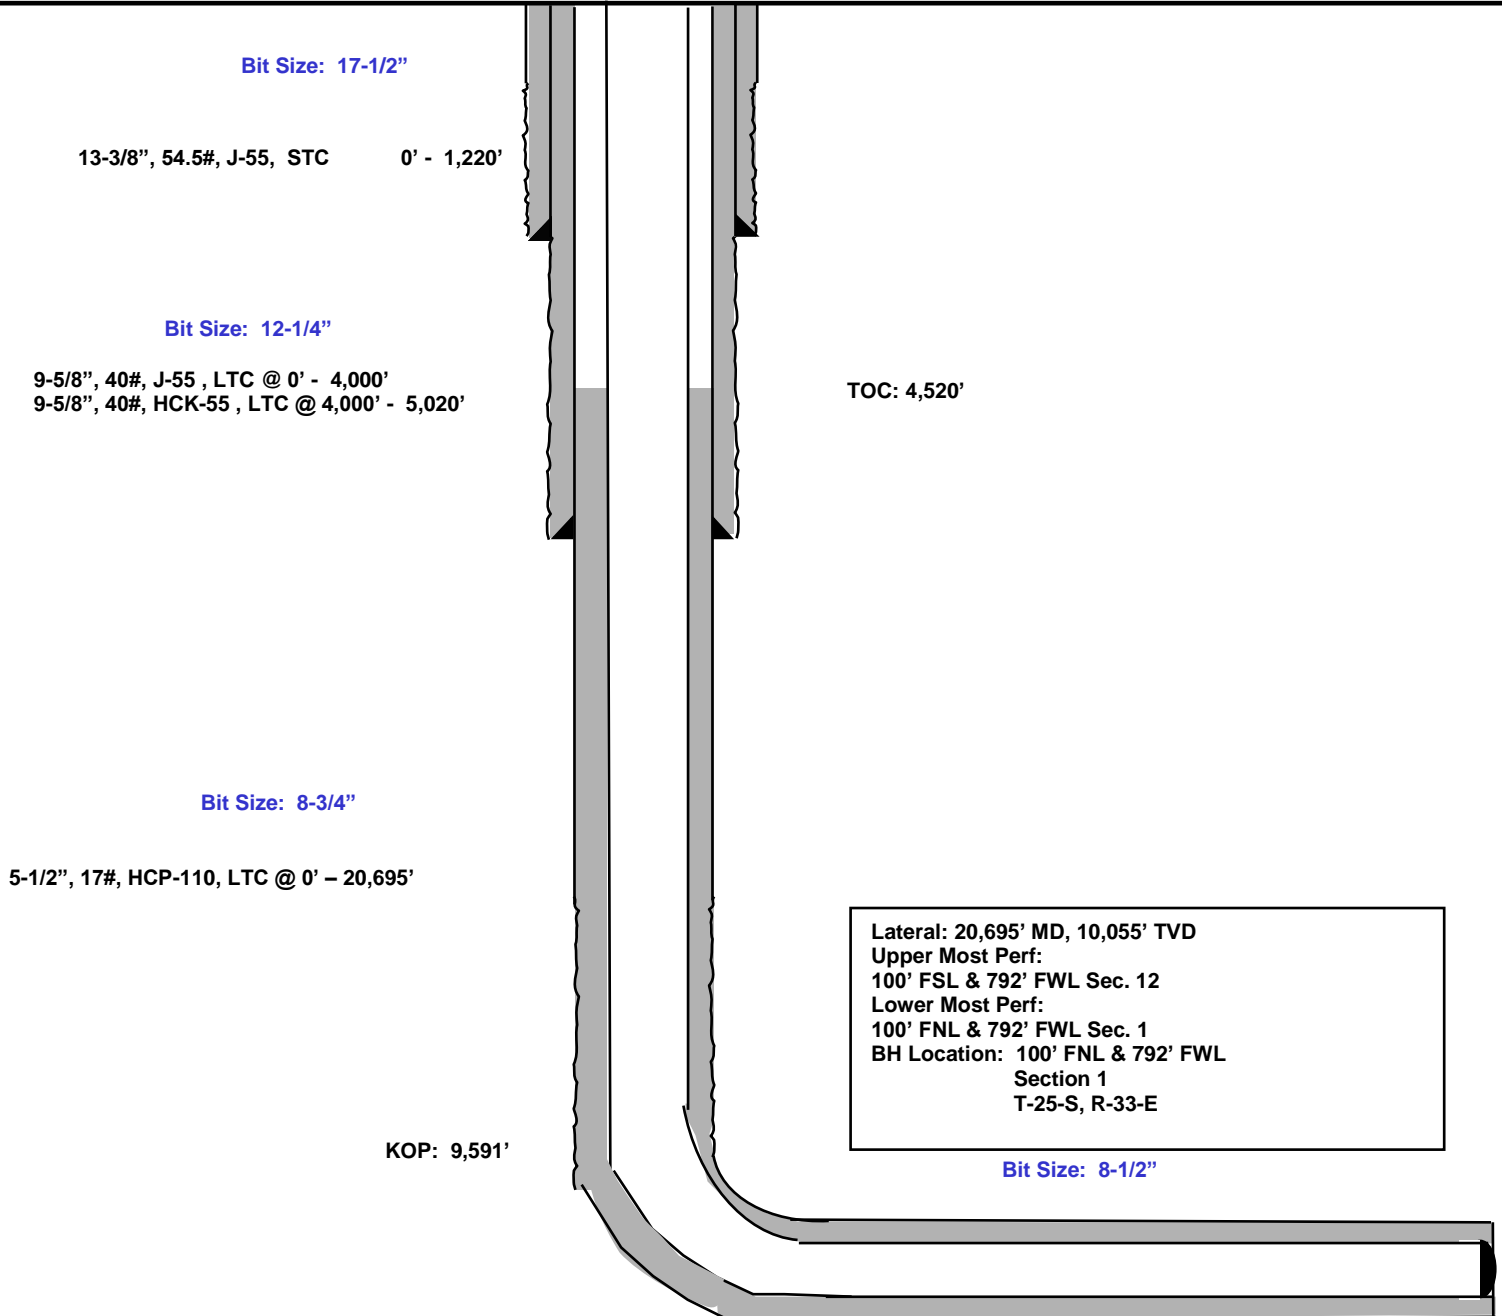 Bit Size: 17-1/2”
13-3/8”, 54.5#, J-55, STC 0’ - 1,220’
Bit Size: 12-1/4”
9-5/8”, 40#, J-55 , LTC @ 0’ - 4,000’
9-5/8”, 40#, HCK-55 , LTC @ 4,000’ - 5,020’
TOC: 4,520’
Bit Size: 8-3/4”
5-1/2”, 17#, HCP-110, LTC @ 0’ – 20,695’
Lateral: 20,695’ MD, 10,055’ TVD
Upper Most Perf:
100’ FSL & 792’ FWL Sec. 12
Lower Most Perf:
100’ FNL & 792’ FWL Sec. 1
BH Location: 100’ FNL & 792’ FWL
Section 1
T-25-S, R-33-E
KOP: 9,591’
Bit Size: 8-1/2”